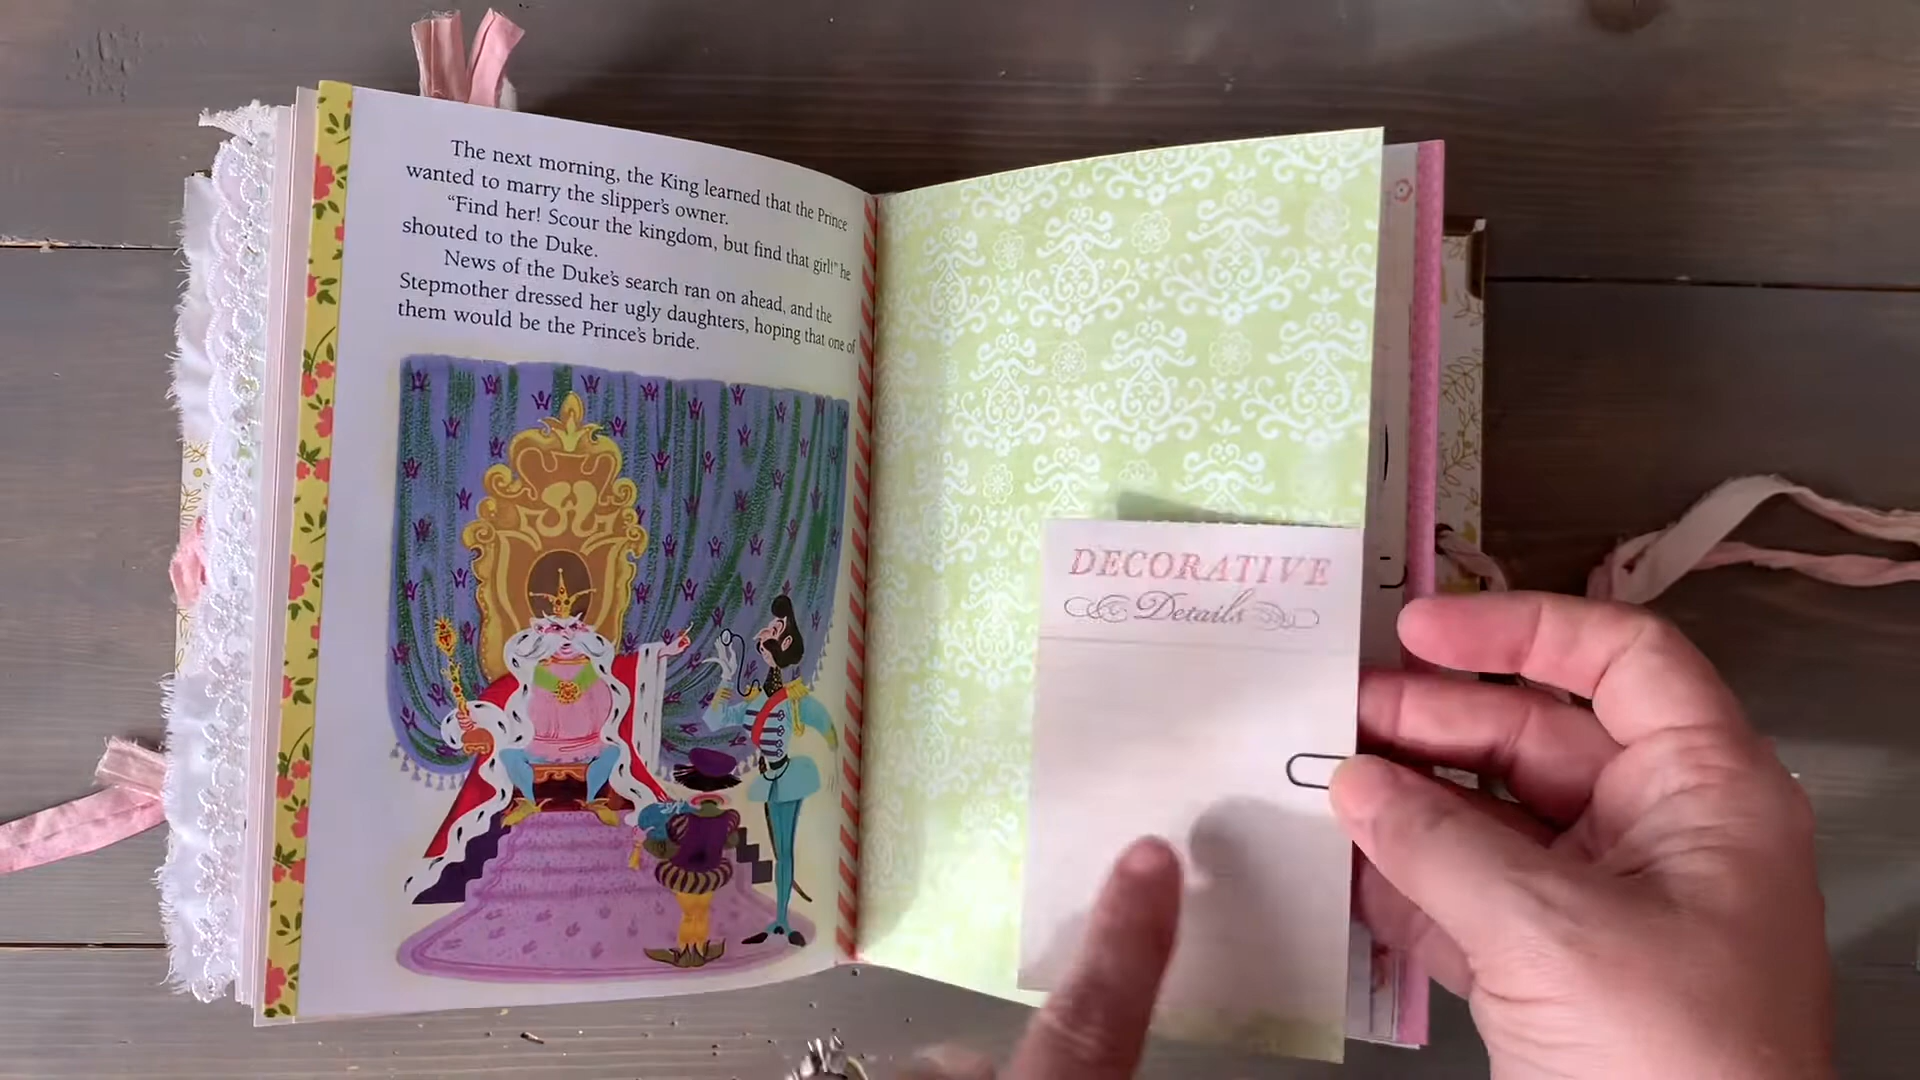 The next morning, the King learned that the Prince
wanted to marry the slipper's owner.
“Find her! Scour the kingdom, but find that girl!” he
shouted to the Duke.
News of the Duke's search ran on ahead, and the
Stepmother dressed her ugly daughters, hoping that one of
them would be the Prince's bride.
DECORATIVE
Details